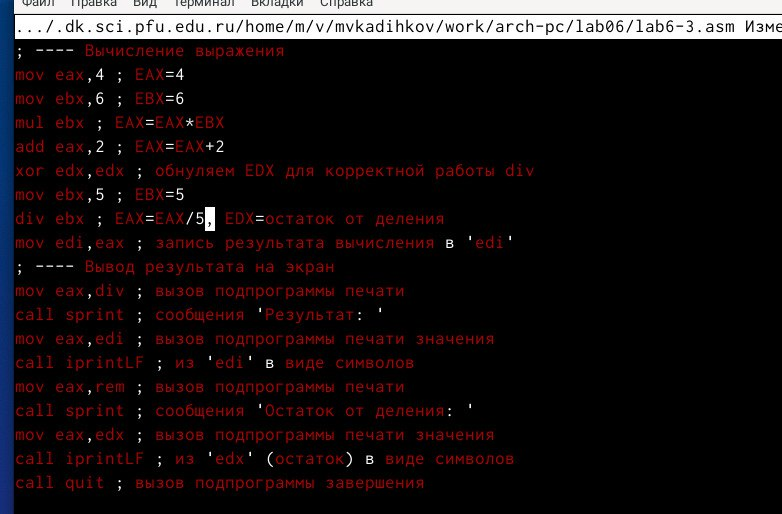 Файл Правка Вид Терминал Вкладки Справка
.../.dk.sci.pfu.edu.ru/home/m/v/mvkadihkov/work/arch-pc/lab06/lab6-3.asm Изме
; ---- Вычисление выражения
mov eax,4 ; EAX=4
mov ebx,6 ; EBX=6
mul ebx ; EAX=EAX*EBX
add eax,2 ; EAX=EAX+2
xor edx,edx ; обнуляем EDX для корректной работы div
mov ebx,5 ; EBX=5
div ebx ; EAX=EAX/5, EDX=остаток от деления
mov edi,eax ; запись результата вычисления в 'edi'
; ---- Вывод результата на экран
mov eax,div ; вызов подпрограммы печати
call sprint ; сообщения 'Результат: '
mov eax,edi ; вызов подпрограммы печати значения
call iprintLF ; из 'edi' в виде символов
mov eax,rem ; вызов подпрограммы печати
call sprint ; сообщения 'Остаток от деления: '
mov eax,edx ; вызов подпрограммы печати значения
call iprintLF ; из 'edx' (остаток) в виде символов
call quit ; вызов подпрограммы завершения